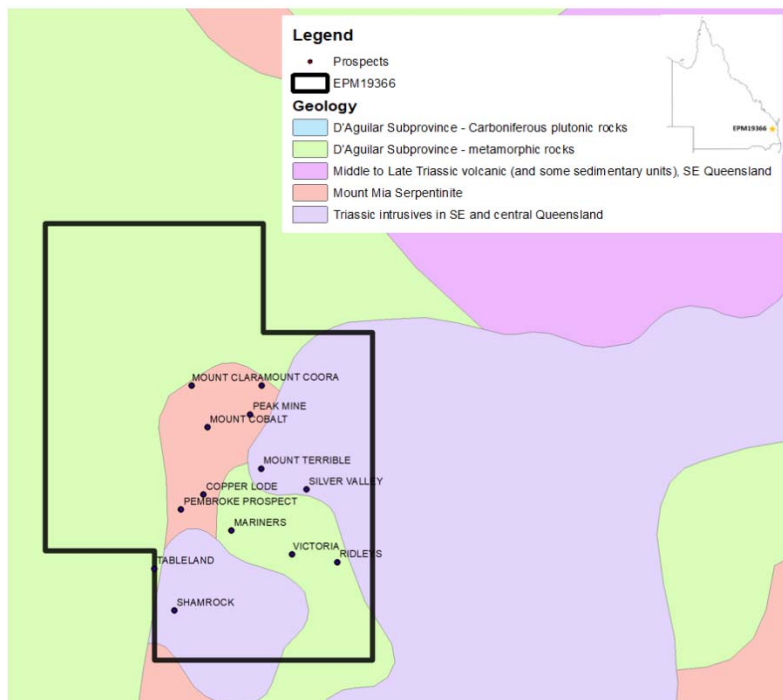 Legend
Prospects
EPM19366
EPM19366
Geology
D'Aguilar Subprovince - Carboniferous plutonic rocks
D'Aguilar Subprovince - metamorphic rocks
Middle to Late Triassic volcanic (and some sedimentary units), SE Queensland
Mount Mia Serpentinite
Triassic intrusives in SE and central Queensland
MOUNT CLARA
MOUNT COORA
PEAK MINE
MOUNT COBALT
MOUNT TERRIBLE
COPPER LODE
SILVER VALLEY
PEMBROKE PROSPECT
MARINERS
VICTORIA
RIDLEYS
TABLELAND
SHAMROCK